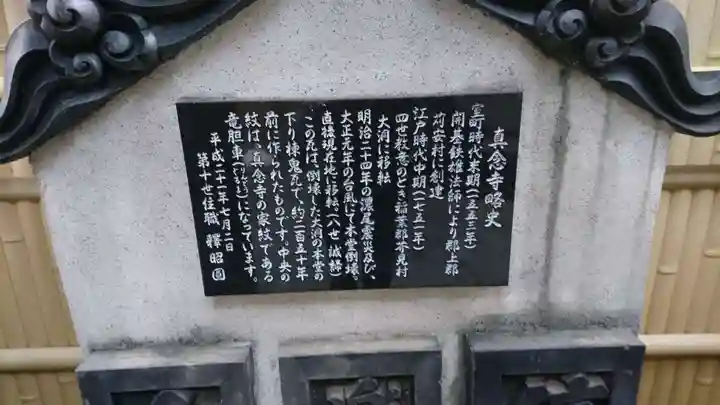 真念寺略史
室町時代末期(一五五三年)
開基鉄雄法師により郡上郡
苅安村に創建
江戸時代中期(一七五一年)
四世教竜のとき稲葉郡芥見村
大洞に移転
明治二十四年の濃尾震災及び、
大正元年の台風にて本堂倒壊、
直後現在地に移転(八世 誠諦)
この瓦は、倒壊した大洞の本堂の
下り棟鬼瓦で、約二百五十年
前に作られたものです。中央の
紋は、真念寺の家紋である
竜胆車(りんどう)になっています。
平成二十一年七月二日
第十世住職 釋昭圓